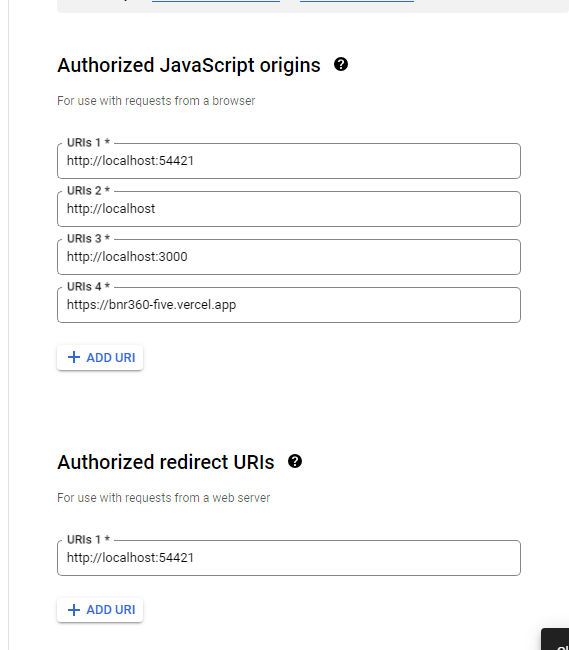 Authorized JavaScript origins
For use with requests from a browser
URIs 1 *
http://localhost:54421
URIs 2 *
http://localhost
URIs 3 *
http://localhost:3000
URIs 4 *
https://bnr360-five.vercel.app
ADD URI
Authorized redirect URIs
For use with requests from a web server
URIs 1 *
http://localhost:54421
ADD URI